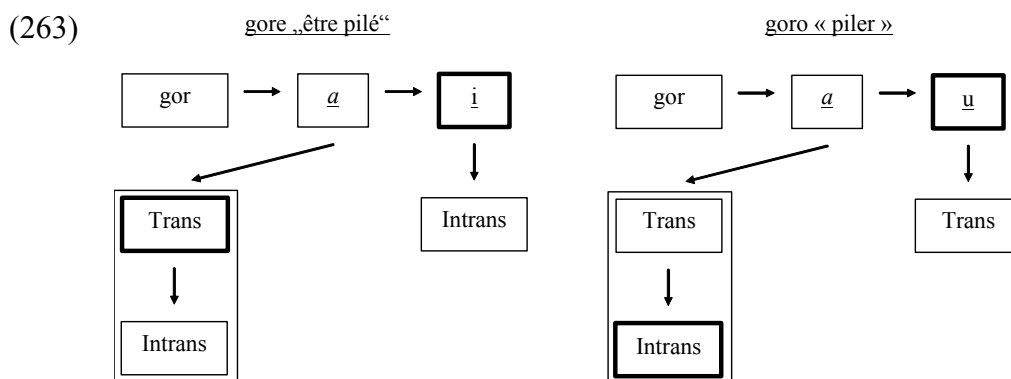 (263)
gore „être pilé“
goro « piler »
gor a i
gor a u
Trans
Intrans
Intrans
Trans
Trans
Intrans